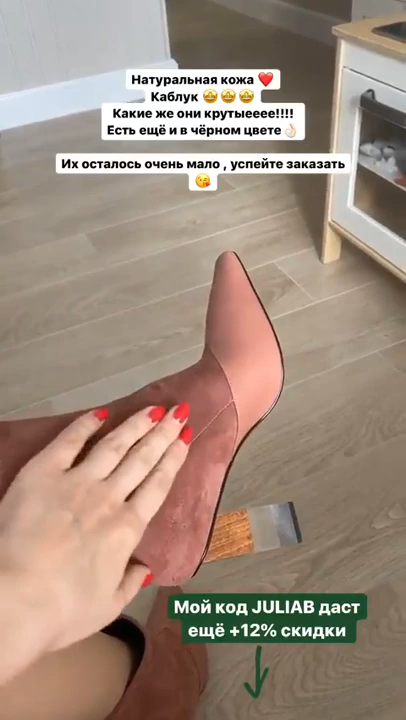 Натуральная кожа ❤️
Каблук 🤩🤩🤩
Какие же они крутыееее!!!!
Есть ещё и в чёрном цвете👌🏻
Их осталось очень мало , успейте заказать
😘
Мой код JULIAB даст
ещё +12% скидки